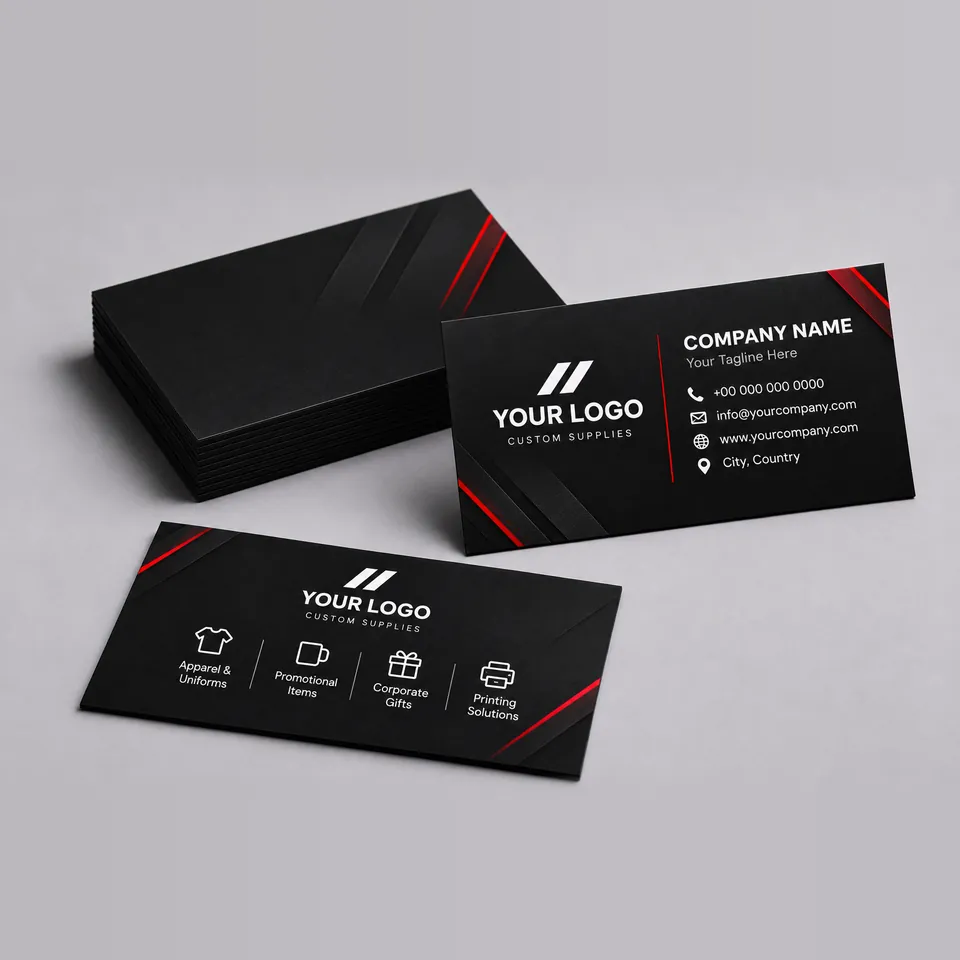 YOUR LOGO
CUSTOM SUPPLIES
COMPANY NAME
Your Tagline Here
+00 000 000 0000
info@yourcompany.com
www.yourcompany.com
City, Country
YOUR LOGO
CUSTOM SUPPLIES
Apparel &
Uniforms
Promotional
Items
Corporate
Gifts
Printing
Solutions